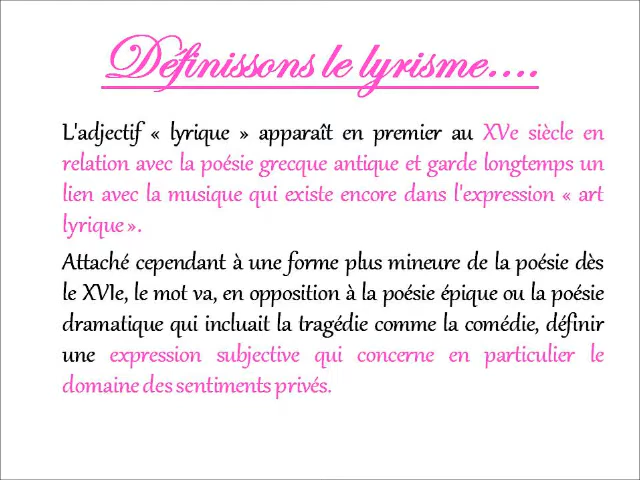 Définissons le lyrisme….
L'adjectif « lyrique » apparaît en premier au XVe siècle en
relation avec la poésie grecque antique et garde longtemps un
lien avec la musique qui existe encore dans l'expression « art
lyrique ».
Attaché cependant à une forme plus mineure de la poésie dès
le XVIe, le mot va, en opposition à la poésie épique ou la poésie
dramatique qui incluait la tragédie comme la comédie, définir
une expression subjective qui concerne en particulier le
domaine des sentiments privés.